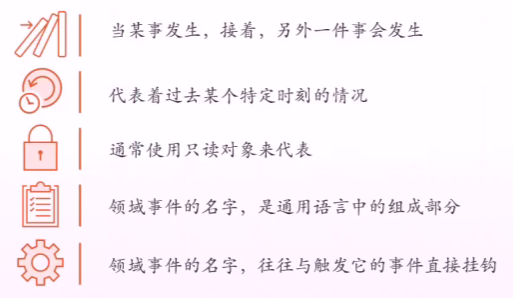 当某事发生，接着，另外一件事会发生
代表着过去某个特定时刻的情况
通常使用只读对象来代表
领域事件的名字，是通用语言中的组成部分
领域事件的名字，往往与触发它的事件直接挂钩